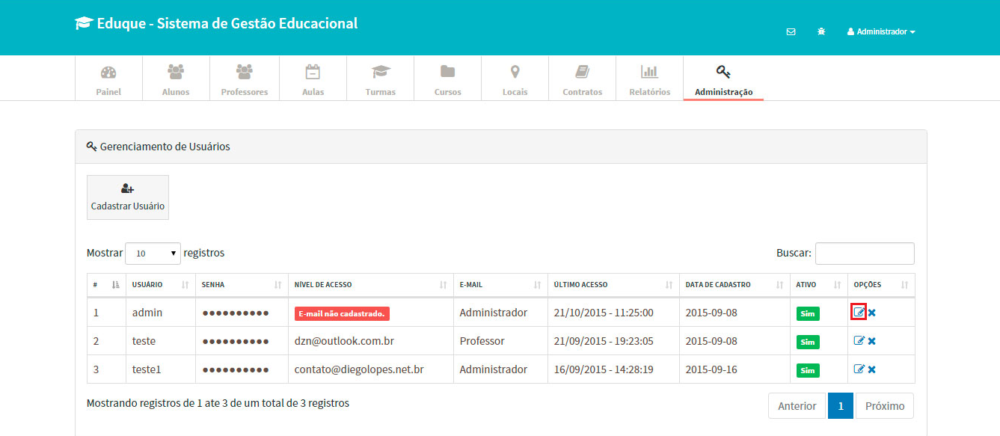 Eduque - Sistema de Gestão Educacional
Administrador
Painel Alunos Professores Aulas Turmas Cursos Locais Contratos Relatórios Administração
Gerenciamento de Usuários
Cadastrar Usuário
Mostrar 10 registros Buscar:
# USUÁRIO SENHA NÍVEL DE ACESSO E-MAIL ÚLTIMO ACESSO DATA DE CADASTRO ATIVO OPÇÕES
1 admin ●●●●●●●●●● E-mail não cadastrado. Administrador 21/10/2015 - 11:25:00 2015-09-08 Sim
2 teste ●●●●●●●●●● dzn@outlook.com.br Professor 21/09/2015 - 19:23:05 2015-09-08 Sim
3 teste1 ●●●●●●●●●● contato@diegolopes.net.br Administrador 16/09/2015 - 14:28:19 2015-09-16 Sim
Mostrando registros de 1 ate 3 de um total de 3 registros
Anterior 1 Próximo